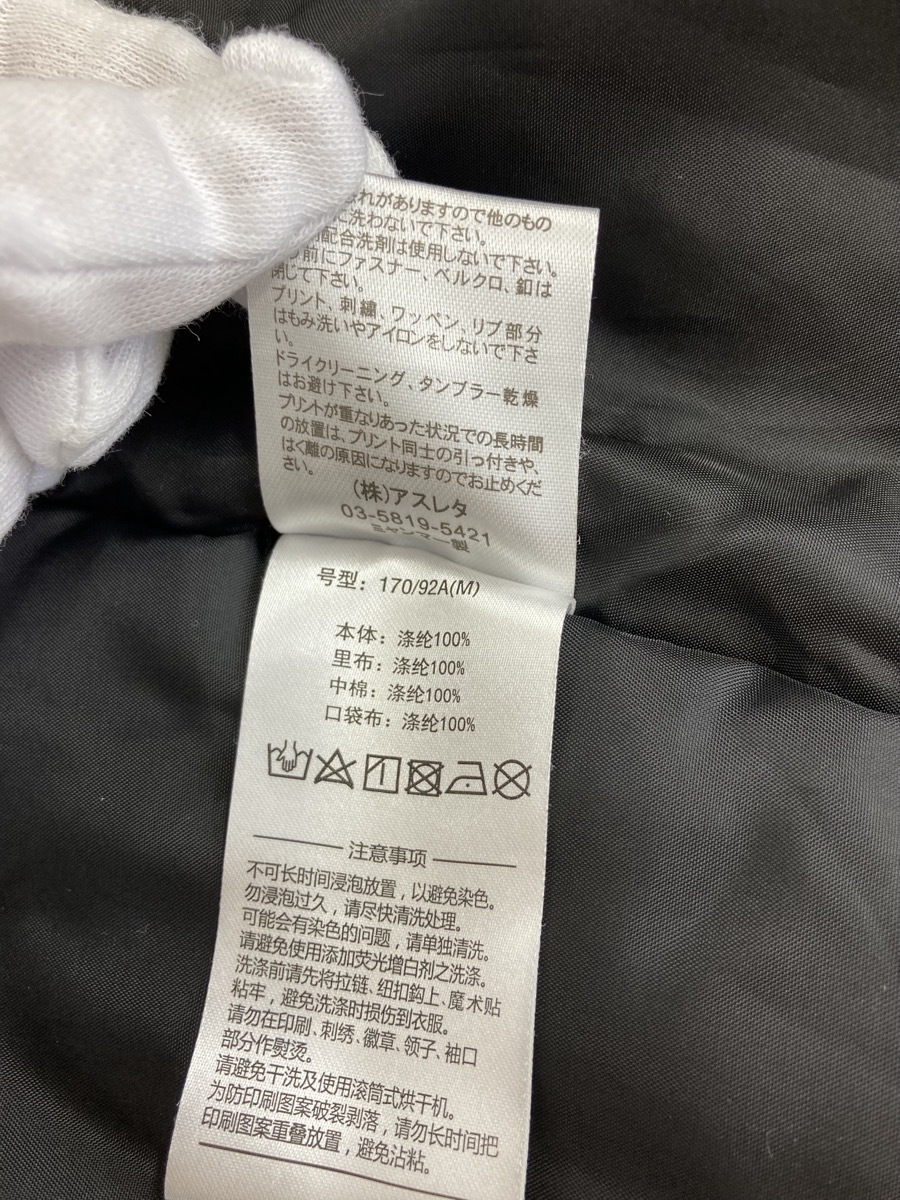 それがありますので他のもの
に洗わないで下さい。
配合洗剤は使用しないで下さい。
前にファスナー、ベルクロ、釦は
閉じて下さい。
プリント、刺繍、ワッペン、リブ部分
はもみ洗いやアイロンをしないで下さ
い。
ドライクリーニング、タンブラー乾燥
はお避け下さい。
プリントが重なりあった状況での長時間
の放置は、プリント同士の引っ付きや、
はく離の原因になりますのでお止めくだ
さい。
(株)アスレタ
03-5819-5421
ミャンマー製
号型：170/92A(M)
本体：涤纶100%
里布：涤纶100%
中棉：涤纶100%
口袋布：涤纶100%
注意事项
不可长时间浸泡放置，以避免染色。
勿浸泡过久，请尽快清洗处理。
可能会有染色的问题，请单独清洗。
请避免使用添加荧光增白剂之洗涤。
洗涤前请先将拉链、纽扣鈎上、魔术贴
粘牢，避免洗涤时损伤到衣服。
请勿在印刷、刺绣、徽章、领子、袖口
部分作熨烫。
请避免干洗及使用滚筒式烘干机。
为防印刷图案破裂剥落，请勿长时间把
印刷图案重叠放置，避免沾粘。